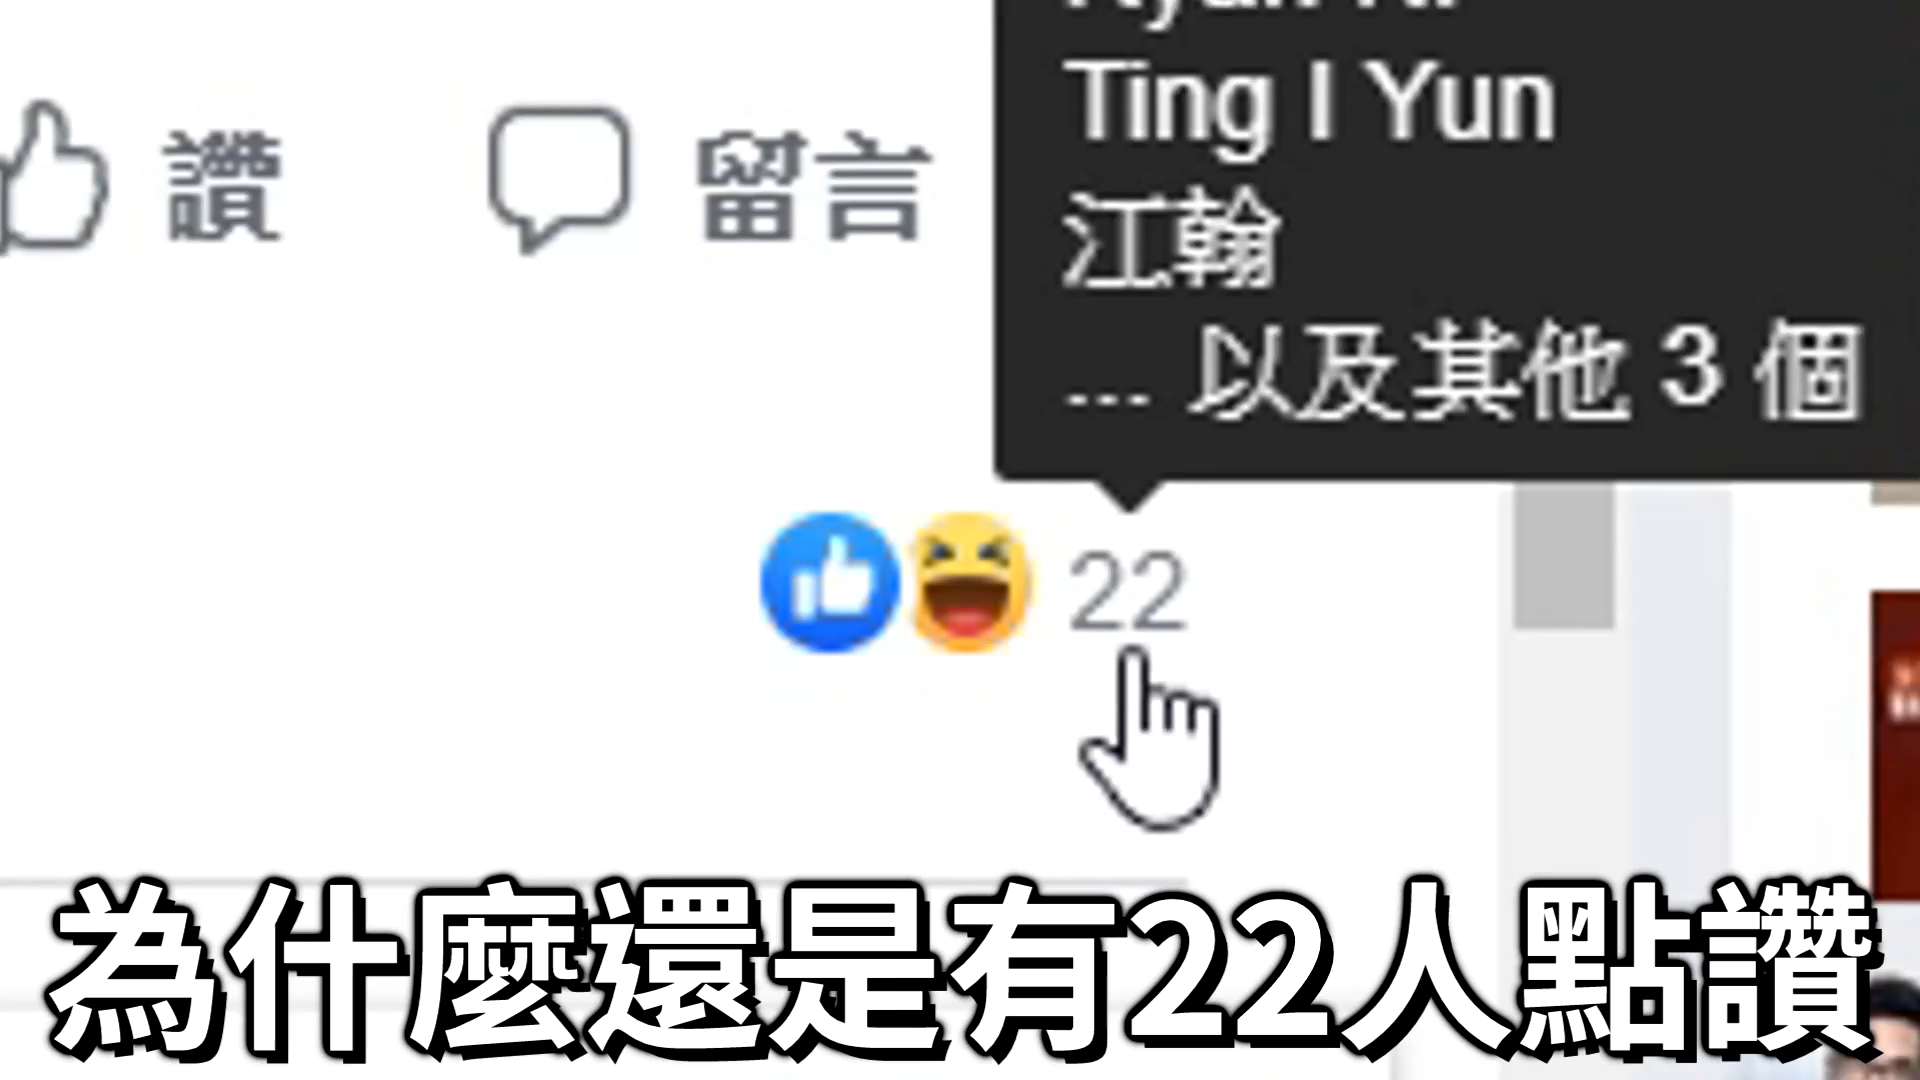 Ting I Yun
讚
留言
江翰
... 以及其他 3 個
22
為什麼還是有22人點讚